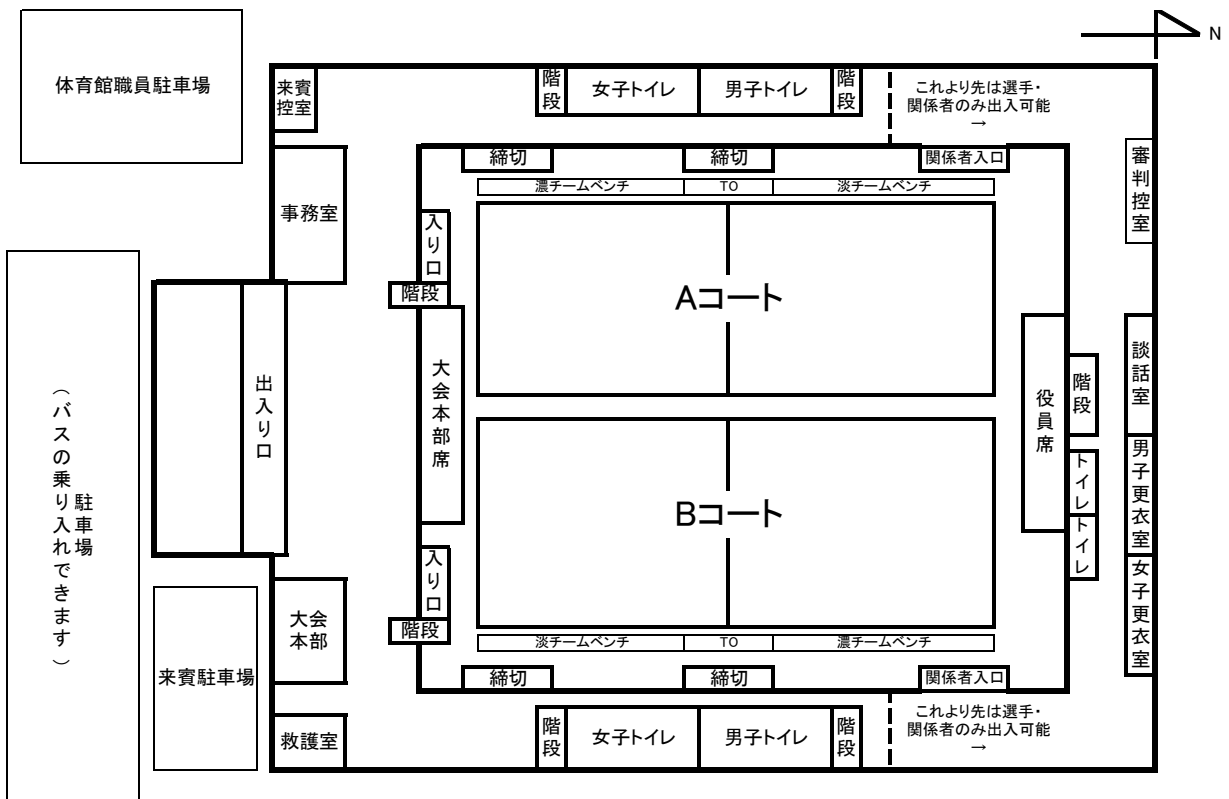 N
体育館職員駐車場
来賓
控室
階段
女子トイレ
男子トイレ
階段
これより先は選手・
関係者のみ出入可能
→
締切
締切
関係者入口
濃チームベンチ
TO
淡チームベンチ
審判控室
事務室
入り口
階段
Aコート
大会本部席
出入り口
駐車場
（バスの乗り入れできます）
役員席
階段
談話室
トイレ
トイレ
男子更衣室
女子更衣室
Bコート
入り口
階段
大会
本部
来賓駐車場
救護室
淡チームベンチ
TO
濃チームベンチ
締切
締切
関係者入口
階段
女子トイレ
男子トイレ
階段
これより先は選手・
関係者のみ出入可能
→